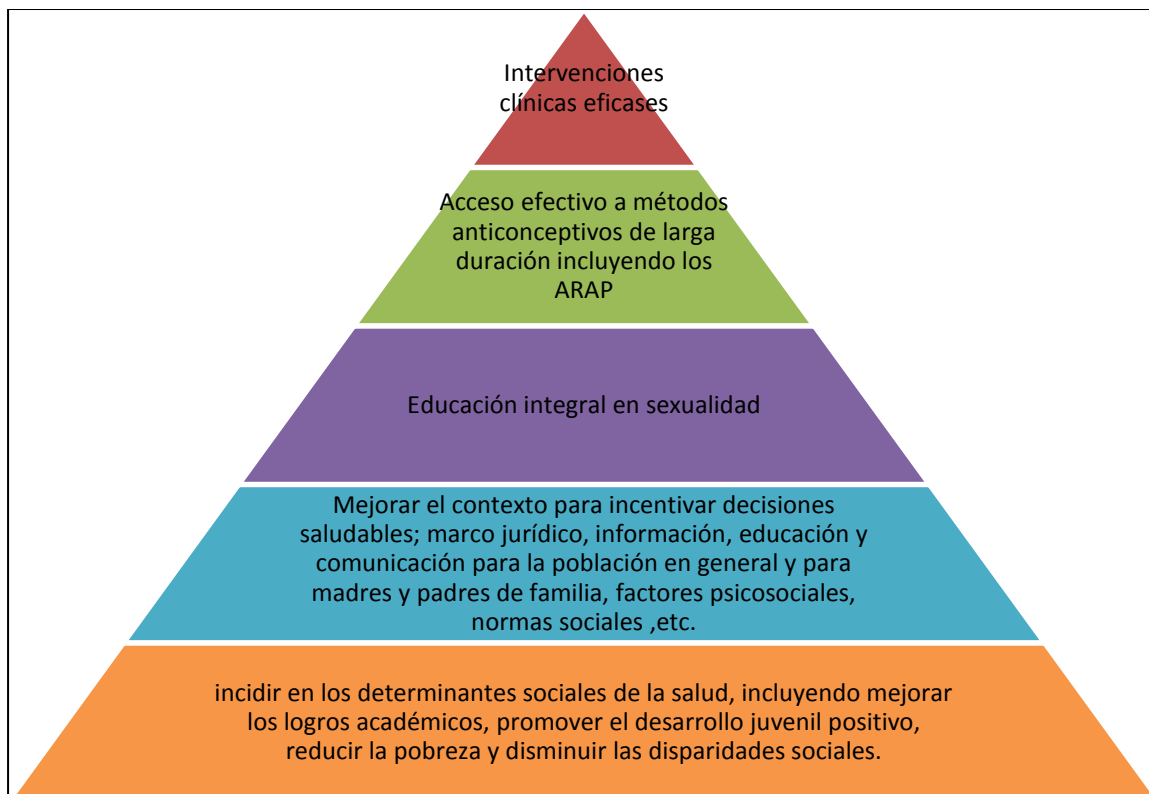 Intervenciones
clínicas eficases
Acceso efectivo a métodos
anticonceptivos de larga
duración incluyendo los
ARAP
Educación integral en sexualidad
Mejorar el contexto para incentivar decisiones
saludables; marco jurídico, información, educación y
comunicación para la población en general y para
madres y padres de familia, factores psicosociales,
normas sociales ,etc.
incidir en los determinantes sociales de la salud, incluyendo mejorar
los logros académicos, promover el desarrollo juvenil positivo,
reducir la pobreza y disminuir las disparidades sociales.